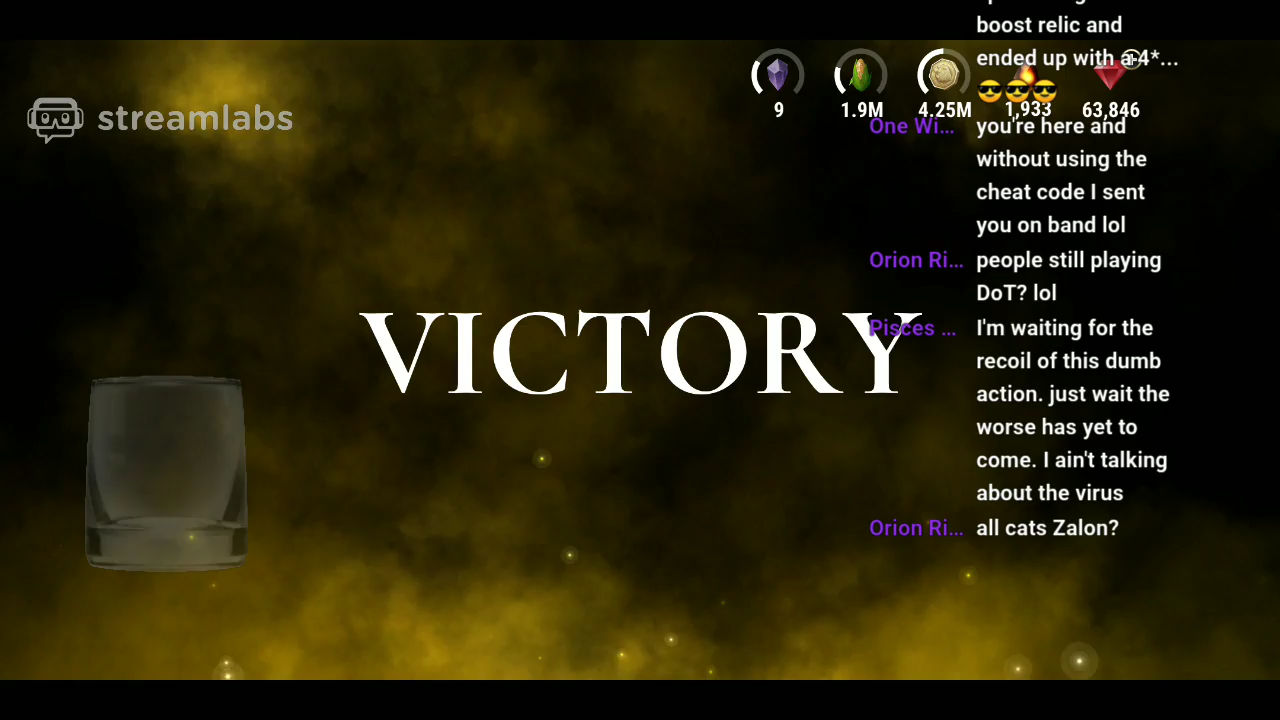 boost relic and
ended up with a 4*...
9
1.9M
4.25M
1,933
63,846
streamlabs
One Wi... you're here and
without using the
cheat code I sent
you on band lol
Orion Ri... people still playing
DoT? lol
VICTORY
Pisces ... I'm waiting for the
recoil of this dumb
action. just wait the
worse has yet to
come. I ain't talking
about the virus
Orion Ri... all cats Zalon?